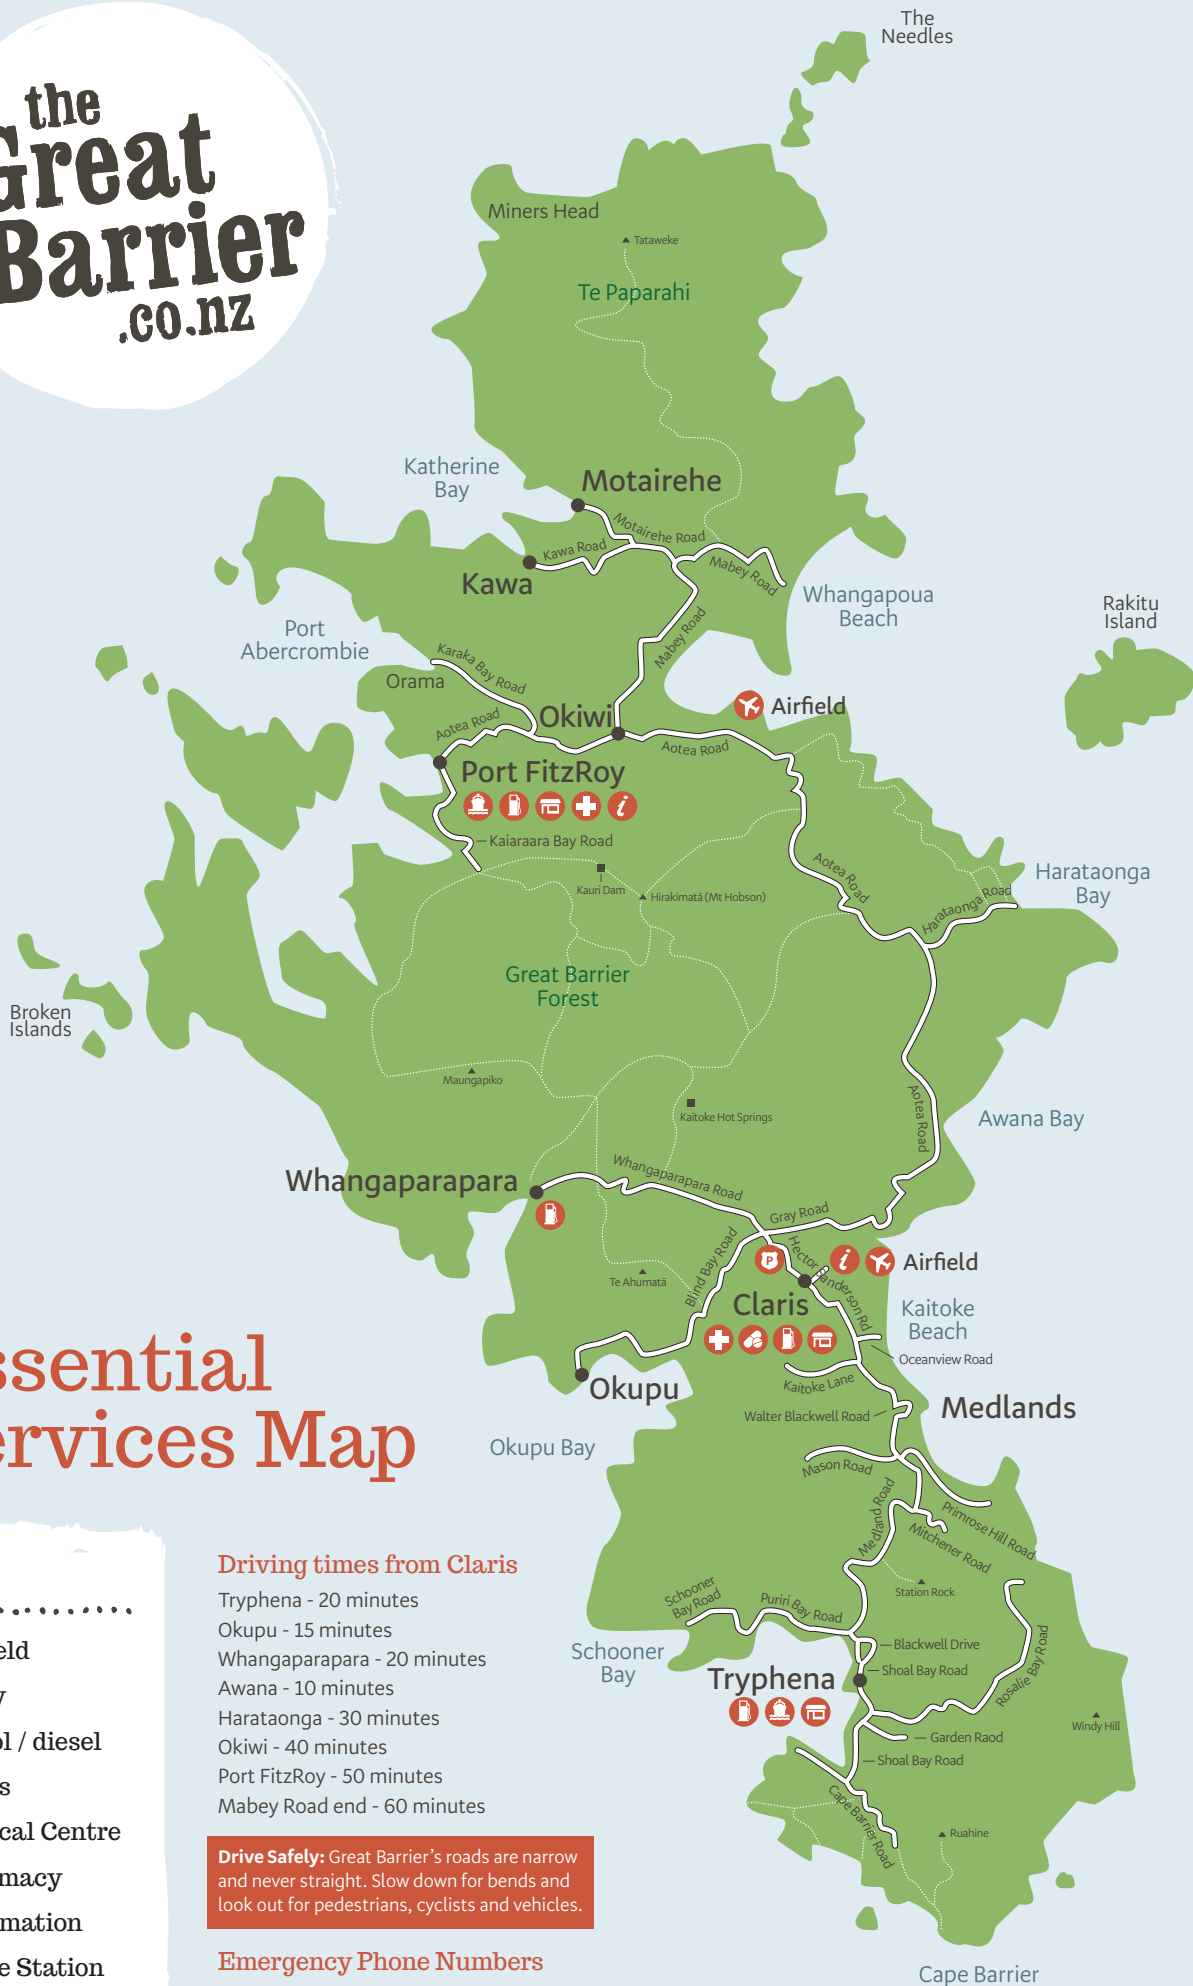 the
Great
Barrier
.co.nz
The
Needles
Miners Head
Tataweke
Te Paparahi
Katherine
Bay
Motairehe
Motairehe Road
Kawa Road
Kawa
Mabey Road
Whangapoua
Beach
Rakitu
Island
Port
Abercrombie
Mabey Road
Karaka Bay Road
Orama
Okiwi
Airfield
Aotea Road
Aotea Road
Port FitzRoy
Kaiaraara Bay Road
Aotea Road
Harataonga
Bay
Harataonga Road
Kauri Dam
Hirakimatā (Mt Hobson)
Great Barrier
Forest
Broken
Islands
Maungapiko
Kaitoke Hot Springs
Aotea Road
Awana Bay
Whangaparapara
Whangaparapara Road
Gray Road
P
Hector Sanderson Rd
Airfield
Blind Bay Road
Te Ahumatā
Claris
Kaitoke
Beach
Oceanview Road
Okupu
Kaitoke Lane
Walter Blackwell Road
Medlands
Okupu Bay
Mason Road
Medland Road
Primrose Hill Road
Mitchener Road
Station Rock
Schooner
Bay Road
Puriri Bay Road
Blackwell Drive
Schooner
Bay
Shoal Bay Road
Tryphena
Rosalie Bay Road
Windy Hill
Garden Raod
Shoal Bay Road
Cape Barrier Road
Ruahine
Cape Barrier
ssential
ervices Map
eld
y
ol / diesel
s
cal Centre
macy
mation
e Station
Driving times from Claris
Tryphena - 20 minutes
Okupu - 15 minutes
Whangaparapara - 20 minutes
Awana - 10 minutes
Harataonga - 30 minutes
Okiwi - 40 minutes
Port FitzRoy - 50 minutes
Mabey Road end - 60 minutes
Drive Safely: Great Barrier's roads are narrow
and never straight. Slow down for bends and
look out for pedestrians, cyclists and vehicles.
Emergency Phone Numbers